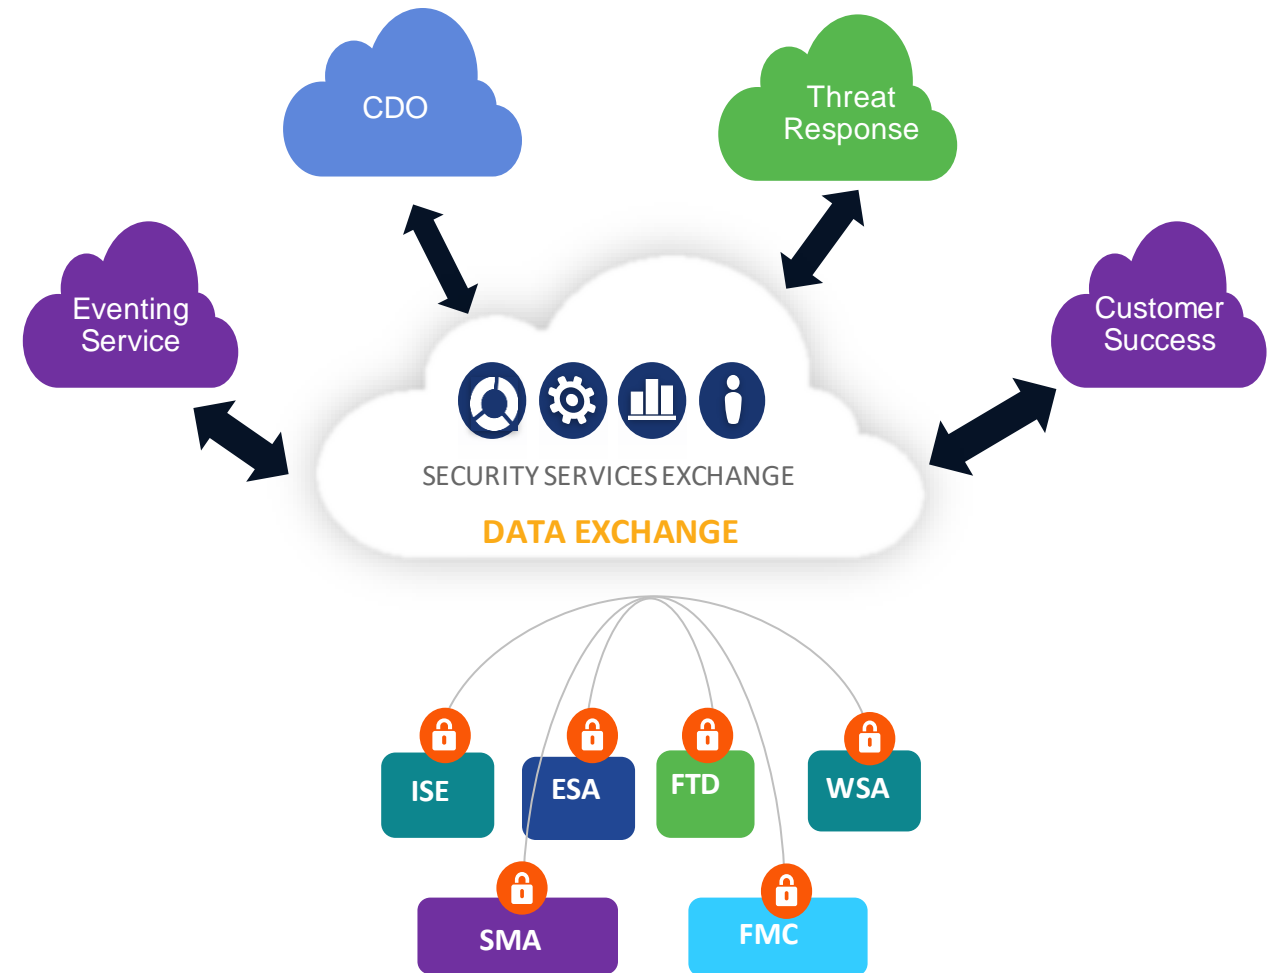 CDO
Threat
Response
Eventing
Service
Customer
Success
SECURITY SERVICES EXCHANGE
DATA EXCHANGE
ISE
ESA
FTD
WSA
SMA
FMC